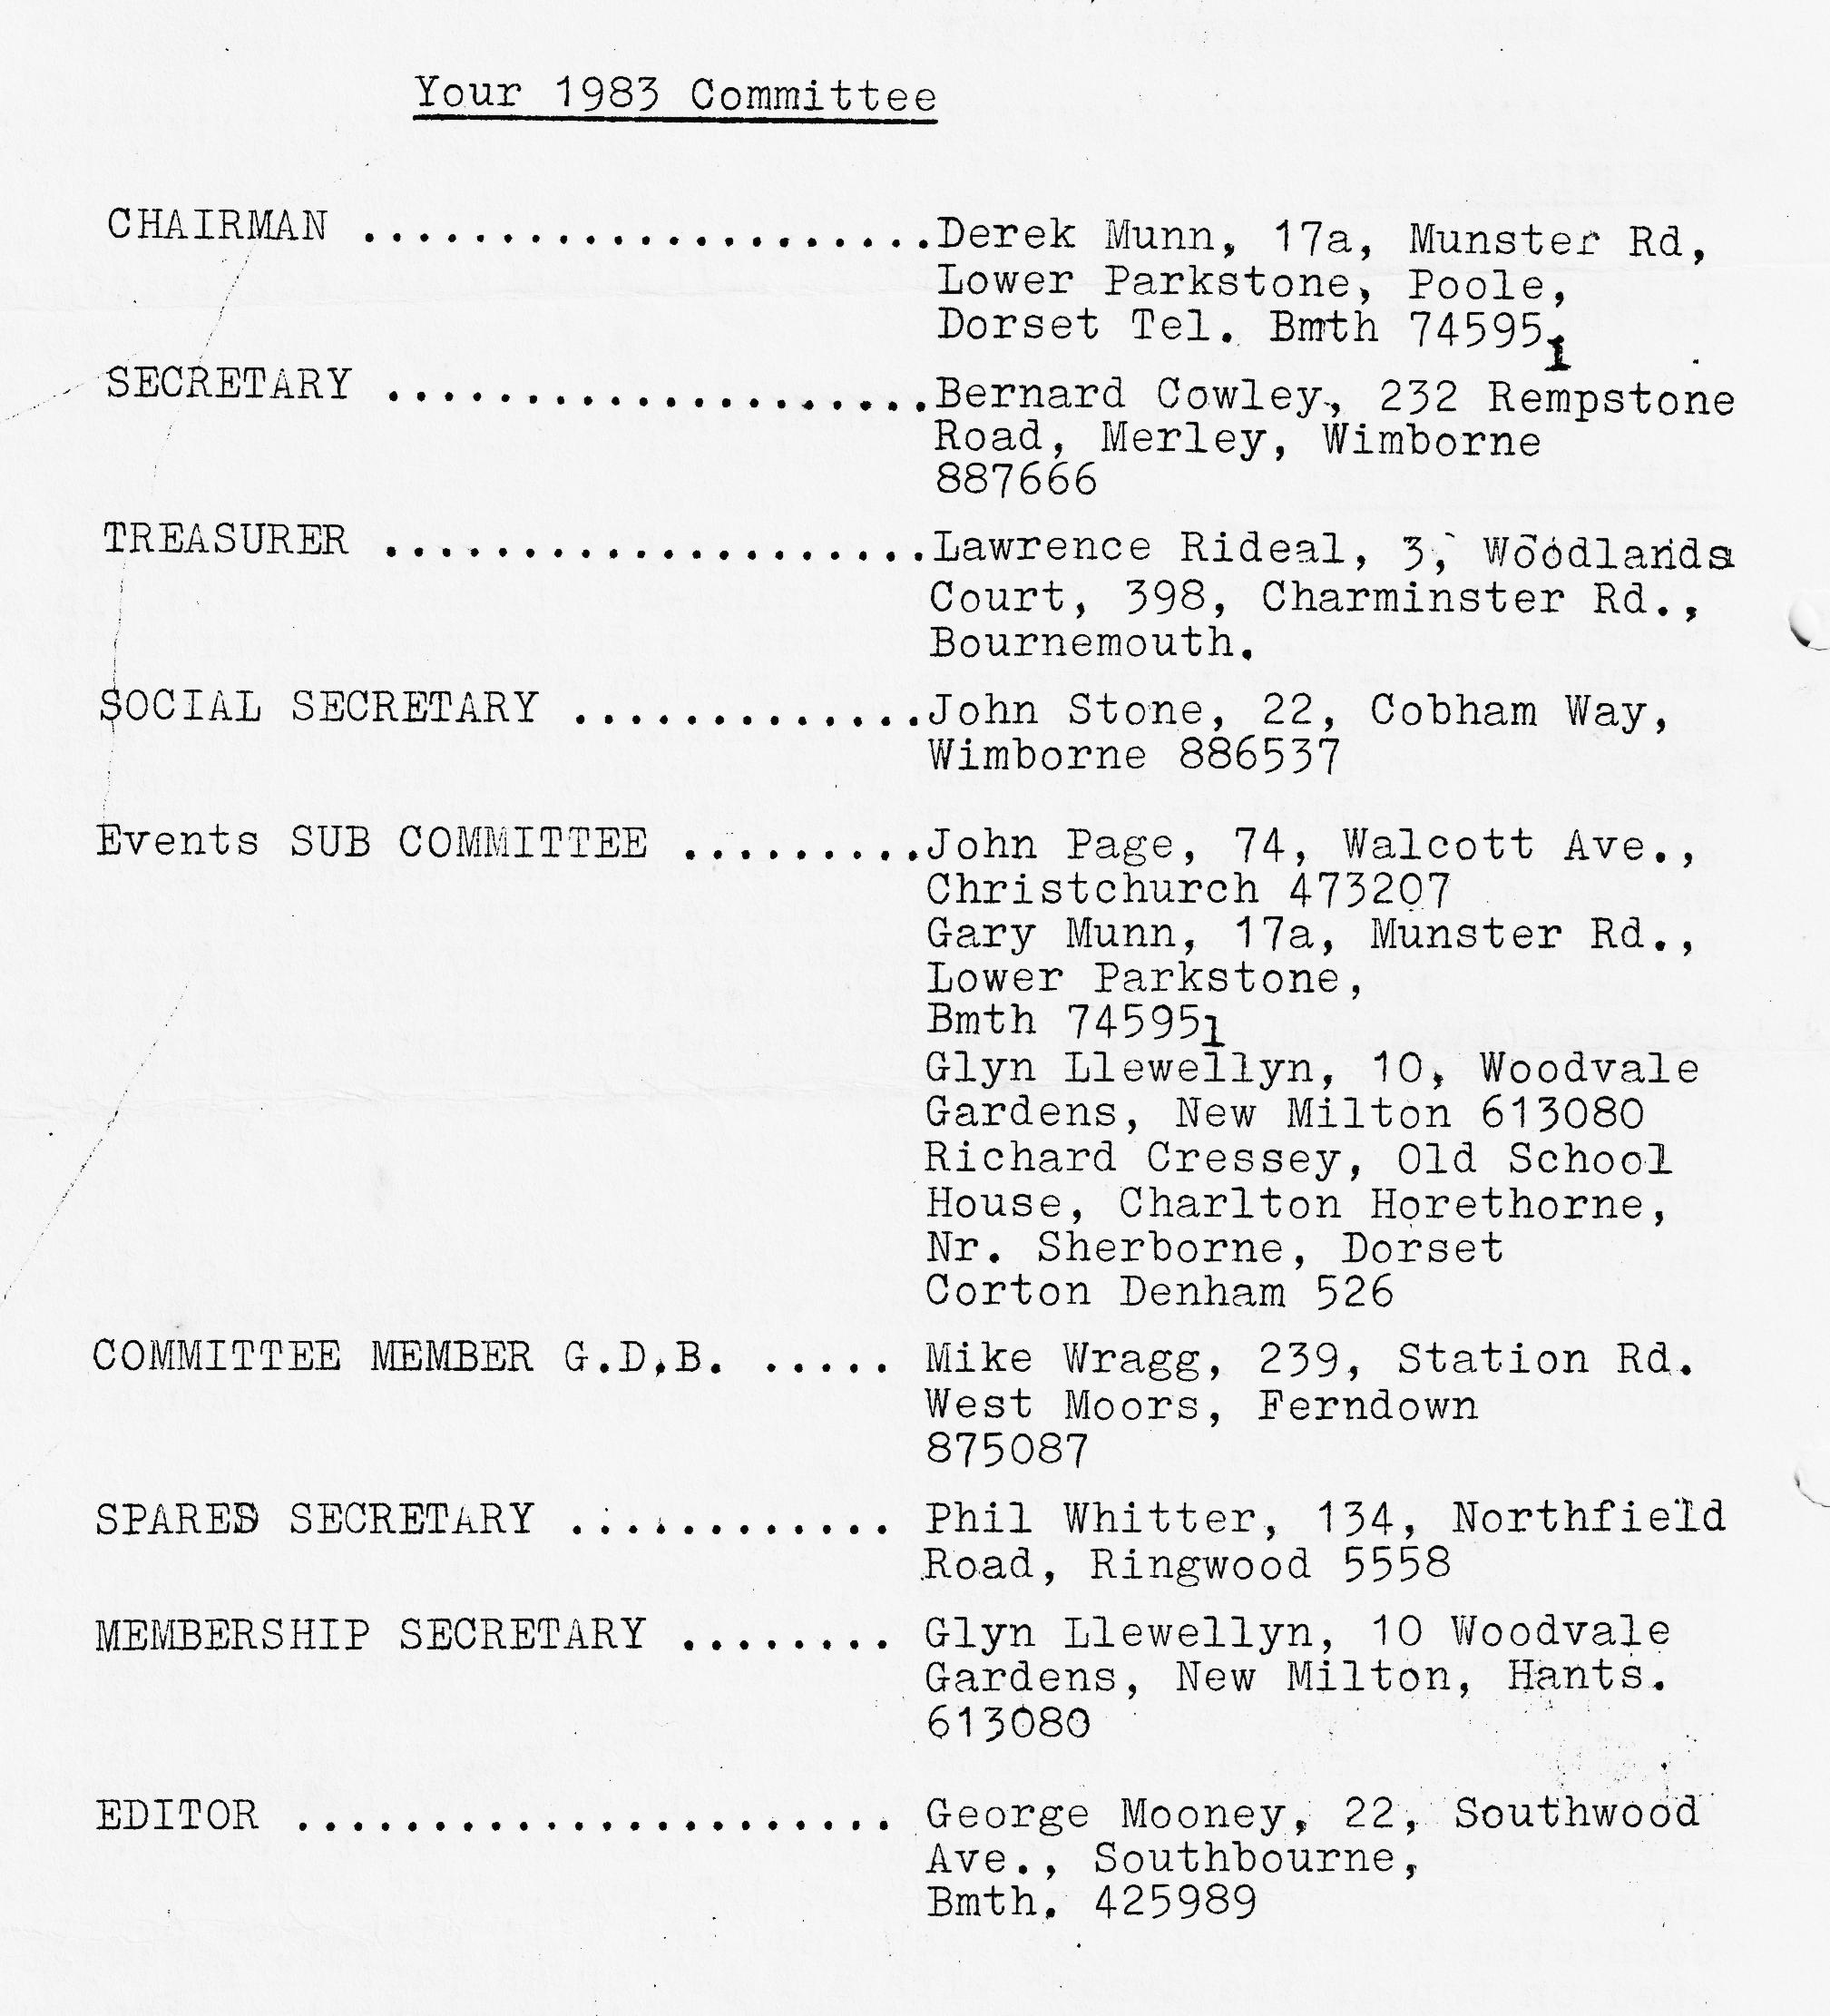 Your 1983 Committee
CHAIRMAN .....................Derek Munn, 17a, Munster Rd,
Lower Parkstone, Poole,
Dorset Tel. Bmth 745951
SECRETARY ....................Bernard Cowley, 232 Rempstone
Road, Merley, Wimborne
887666
TREASURER ....................Lawrence Rideal, 3, Woodlands
Court, 398, Charminster Rd.,
Bournemouth.
SOCIAL SECRETARY .............John Stone, 22, Cobham Way,
Wimborne 886537
Events SUB COMMITTEE .........John Page, 74, Walcott Ave.,
Christchurch 473207
Gary Munn, 17a, Munster Rd.,
Lower Parkstone,
Bmth 745951
Glyn Llewellyn, 10, Woodvale
Gardens, New Milton 613080
Richard Cressey, Old School
House, Charlton Horethorne,
Nr. Sherborne, Dorset
Corton Denham 526
COMMITTEE MEMBER G.D.B. ..... Mike Wragg, 239, Station Rd.
West Moors, Ferndown
875087
SPARES SECRETARY ............ Phil Whitter, 134, Northfield
Road, Ringwood 5558
MEMBERSHIP SECRETARY ........ Glyn Llewellyn, 10 Woodvale
Gardens, New Milton, Hants.
613080
EDITOR ...................... George Mooney, 22, Southwood
Ave., Southbourne,
Bmth. 425989